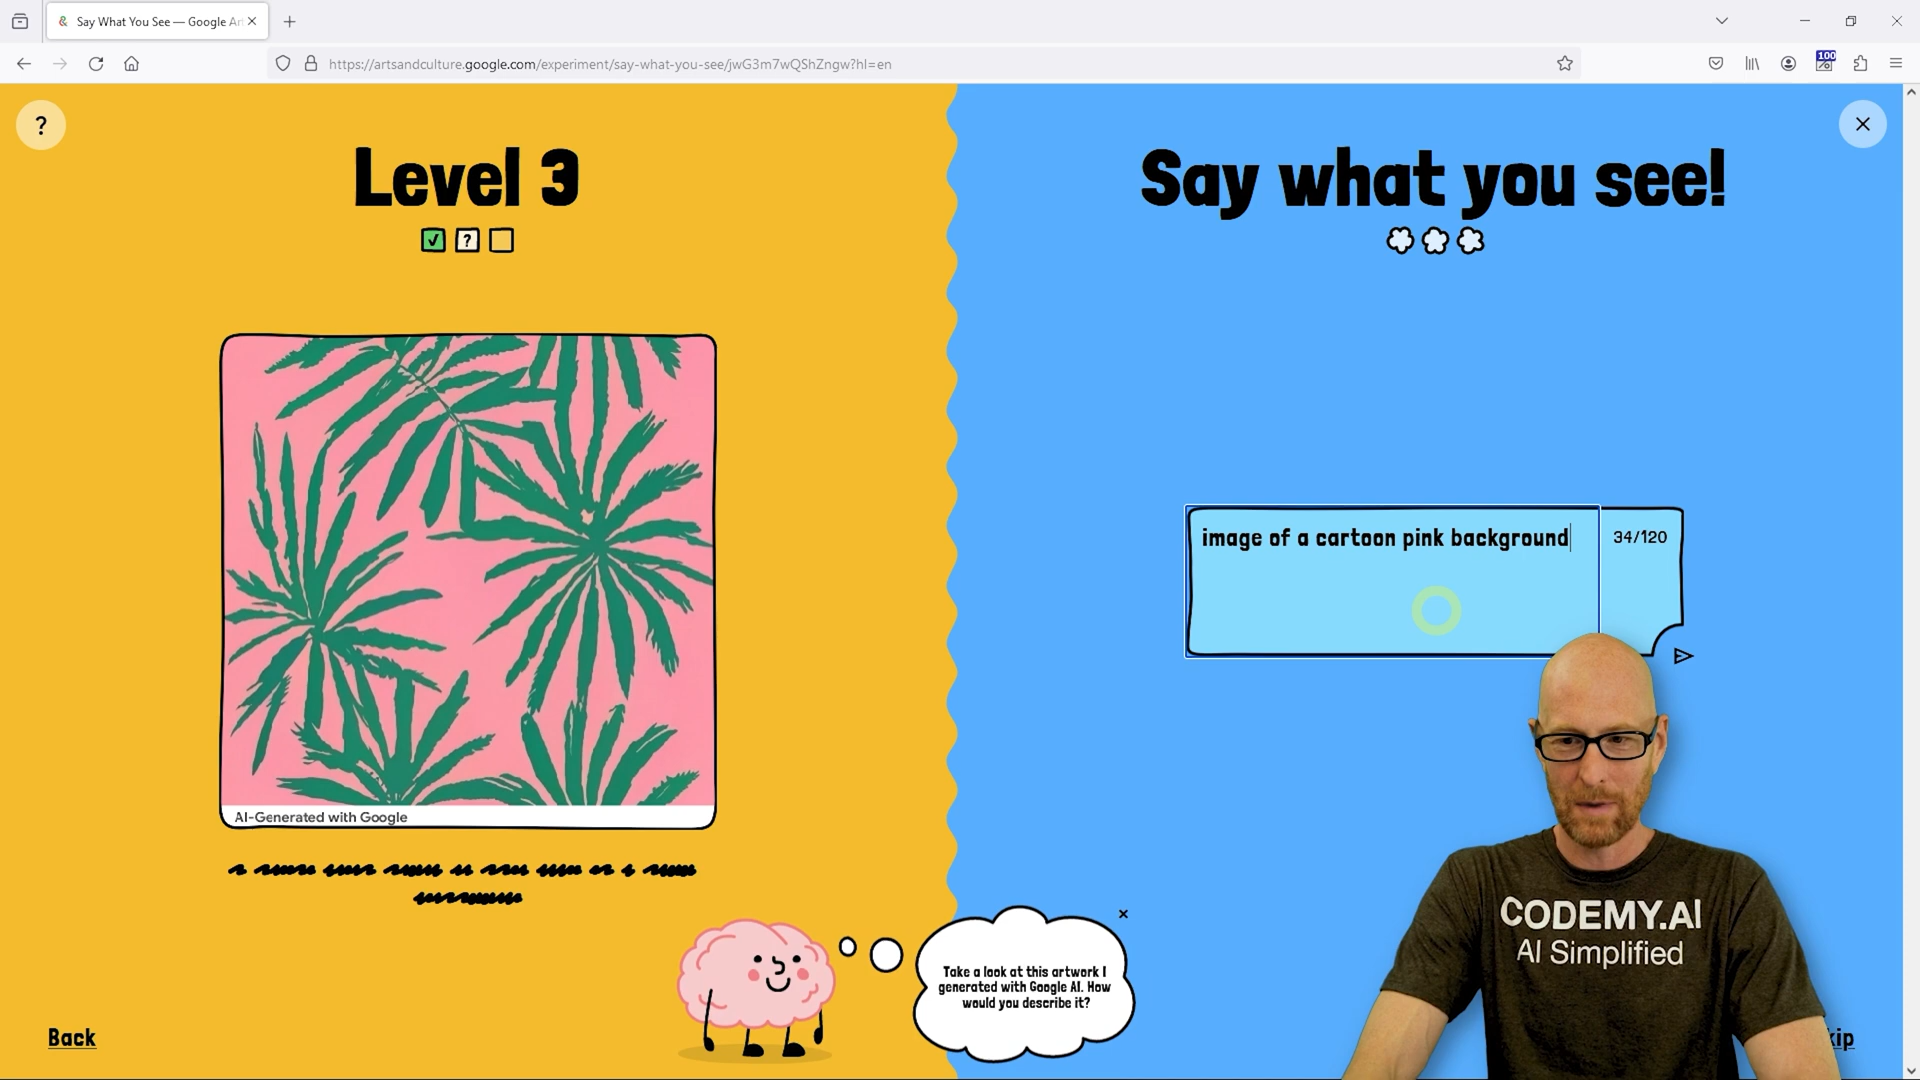 Say What You See — Google Ar
https://artsandculture.google.com/experiment/say-what-you-see/jwG3m7wQShZngw?hl=en
100
?
Level 3
?
AI-Generated with Google
Back
Say what you see!
image of a cartoon pink background
34/120
Take a look at this artwork I
generated with Google AI. How
would you describe it?
CODEMY.AI
AI Simplified
kip